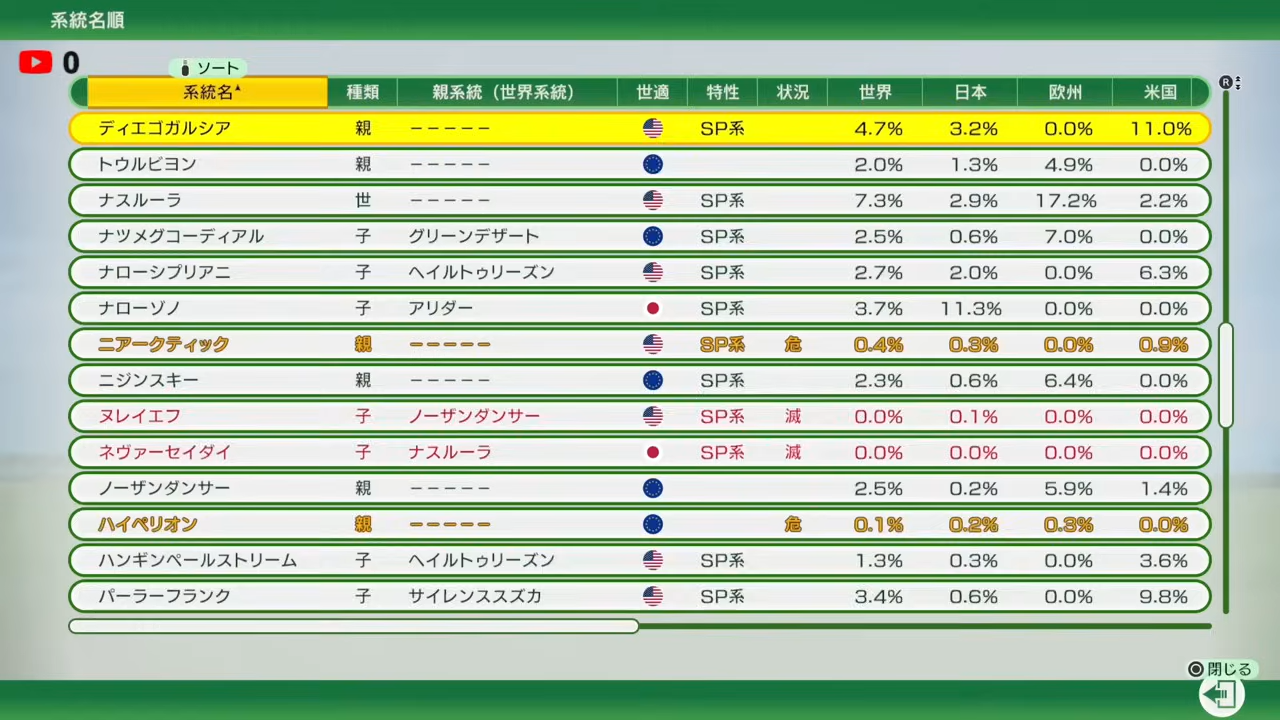 系統名順
0
ソート
系統名 種類 親系統（世界系統） 世適 特性 状況 世界 日本 欧州 米国
ディエゴガルシア 親 ----- SP系 4.7% 3.2% 0.0% 11.0%
トウルビヨン 親 ----- 2.0% 1.3% 4.9% 0.0%
ナスルーラ 世 ----- SP系 7.3% 2.9% 17.2% 2.2%
ナツメグコーディアル 子 グリーンデザート SP系 2.5% 0.6% 7.0% 0.0%
ナローシプリアニ 子 ヘイルトゥリーズン SP系 2.7% 2.0% 0.0% 6.3%
ナローゾノ 子 アリダー SP系 3.7% 11.3% 0.0% 0.0%
ニアークティック 親 ----- SP系 危 0.4% 0.3% 0.0% 0.9%
ニジンスキー 親 ----- SP系 2.3% 0.6% 6.4% 0.0%
ヌレイエフ 子 ノーザンダンサー SP系 滅 0.0% 0.1% 0.0% 0.0%
ネヴァーセイダイ 子 ナスルーラ SP系 滅 0.0% 0.0% 0.0% 0.0%
ノーザンダンサー 親 ----- 2.5% 0.2% 5.9% 1.4%
ハイペリオン 親 ----- 危 0.1% 0.2% 0.3% 0.0%
ハンギンペールストリーム 子 ヘイルトゥリーズン SP系 1.3% 0.3% 0.0% 3.6%
パーラーフランク 子 サイレンススズカ SP系 3.4% 0.6% 0.0% 9.8%
閉じる